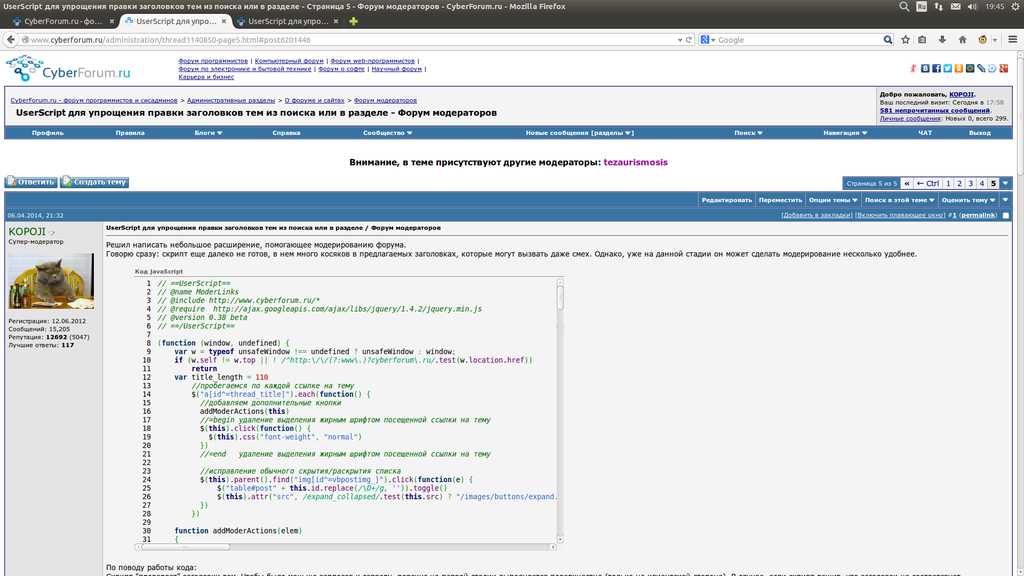 UserScript для упрощения правки заголовков тем из поиска или в разделе - Страница 5 - Форум модераторов - CyberForum.ru - Mozilla Firefox
Ru
19:45
CyberForum.ru - фо...
UserScript для упро...
UserScript для упро...
www.cyberforum.ru/administration/thread1140850-page5.html#post6201446
Google
CyberForum.ru
Форум программистов | Компьютерный форум | Форум web-программистов |
Форум по электронике и бытовой технике | Форум о софте | Научный форум |
Карьера и бизнес
CyberForum.ru - форум программистов и сисадминов > Административные разделы > О форуме и сайтах > Форум модераторов
UserScript для упрощения правки заголовков тем из поиска или в разделе - Форум модераторов
Добро пожаловать, KOPOJI.
Ваш последний визит: Сегодня в 17:58
581 непрочитанных сообщений.
Личные сообщения: Новых 0, всего 299.
Профиль Правила Блоги Справка Сообщество Новые сообщения [разделы ] Поиск Навигация ЧАТ Выход
Внимание, в теме присутствуют другие модераторы: tezaurismosis
Ответить Создать тему
Страница 5 из 5 « ← Ctrl 1 2 3 4 5
Редактировать Переместить Опции темы Поиск в этой теме Оценить тему
06.04.2014, 21:32
[Добавить в закладки] [Включить плавающее окно] #1 (permalink)
KOPOJI
Супер-модератор
Регистрация: 12.06.2012
Сообщений: 15,205
Репутация: 12692 (5047)
Лучшие ответы: 117
UserScript для упрощения правки заголовков тем из поиска или в разделе / Форум модераторов
Решил написать небольшое расширение, помогающее модерированию форума.
Говорю сразу: скрипт еще далеко не готов, в нем много косяков в предлагаемых заголовках, которые могут вызвать даже смех. Однако, уже на данной стадии он может сделать модерирование несколько удобнее.
Код JavaScript
1 // ==UserScript==
2 // @name ModerLinks
3 // @include http://www.cyberforum.ru/*
4 // @require  http://ajax.googleapis.com/ajax/libs/jquery/1.4.2/jquery.min.js
5 // @version 0.38 beta
6 // ==/UserScript==
7
8 (function (window, undefined) {
9 var w = typeof unsafeWindow !== undefined ? unsafeWindow : window;
10 if (w.self != w.top || ! /^http:\/\/(?:www\.)?cyberforum\.ru/.test(w.location.href))
11 return
12 var title_length = 110
13 //пробегаемся по каждой ссылке на тему
14 $("a[id^=thread_title]").each(function() {
15 //добавляем дополнительные кнопки
16 addModerActions(this)
17 //=begin удаление выделения жирным шрифтом посещенной ссылки на тему
18 $(this).click(function() {
19 $(this).css("font-weight", "normal")
20 })
21 //=end   удаление выделения жирным шрифтом посещенной ссылки на тему
22
23 //исправление обычного скрытия/раскрытия списка
24 $(this).parent().find("img[id^=vbpostimg_]").click(function(e) {
25 $("table#post" + this.id.replace(/\D+/g, '')).toggle()
26 $(this).attr("src", /expand_collapsed/.test(this.src) ? "/images/buttons/expand.
27 })
28 })
29
30 function addModerActions(elem)
31 {
По поводу работы кода: